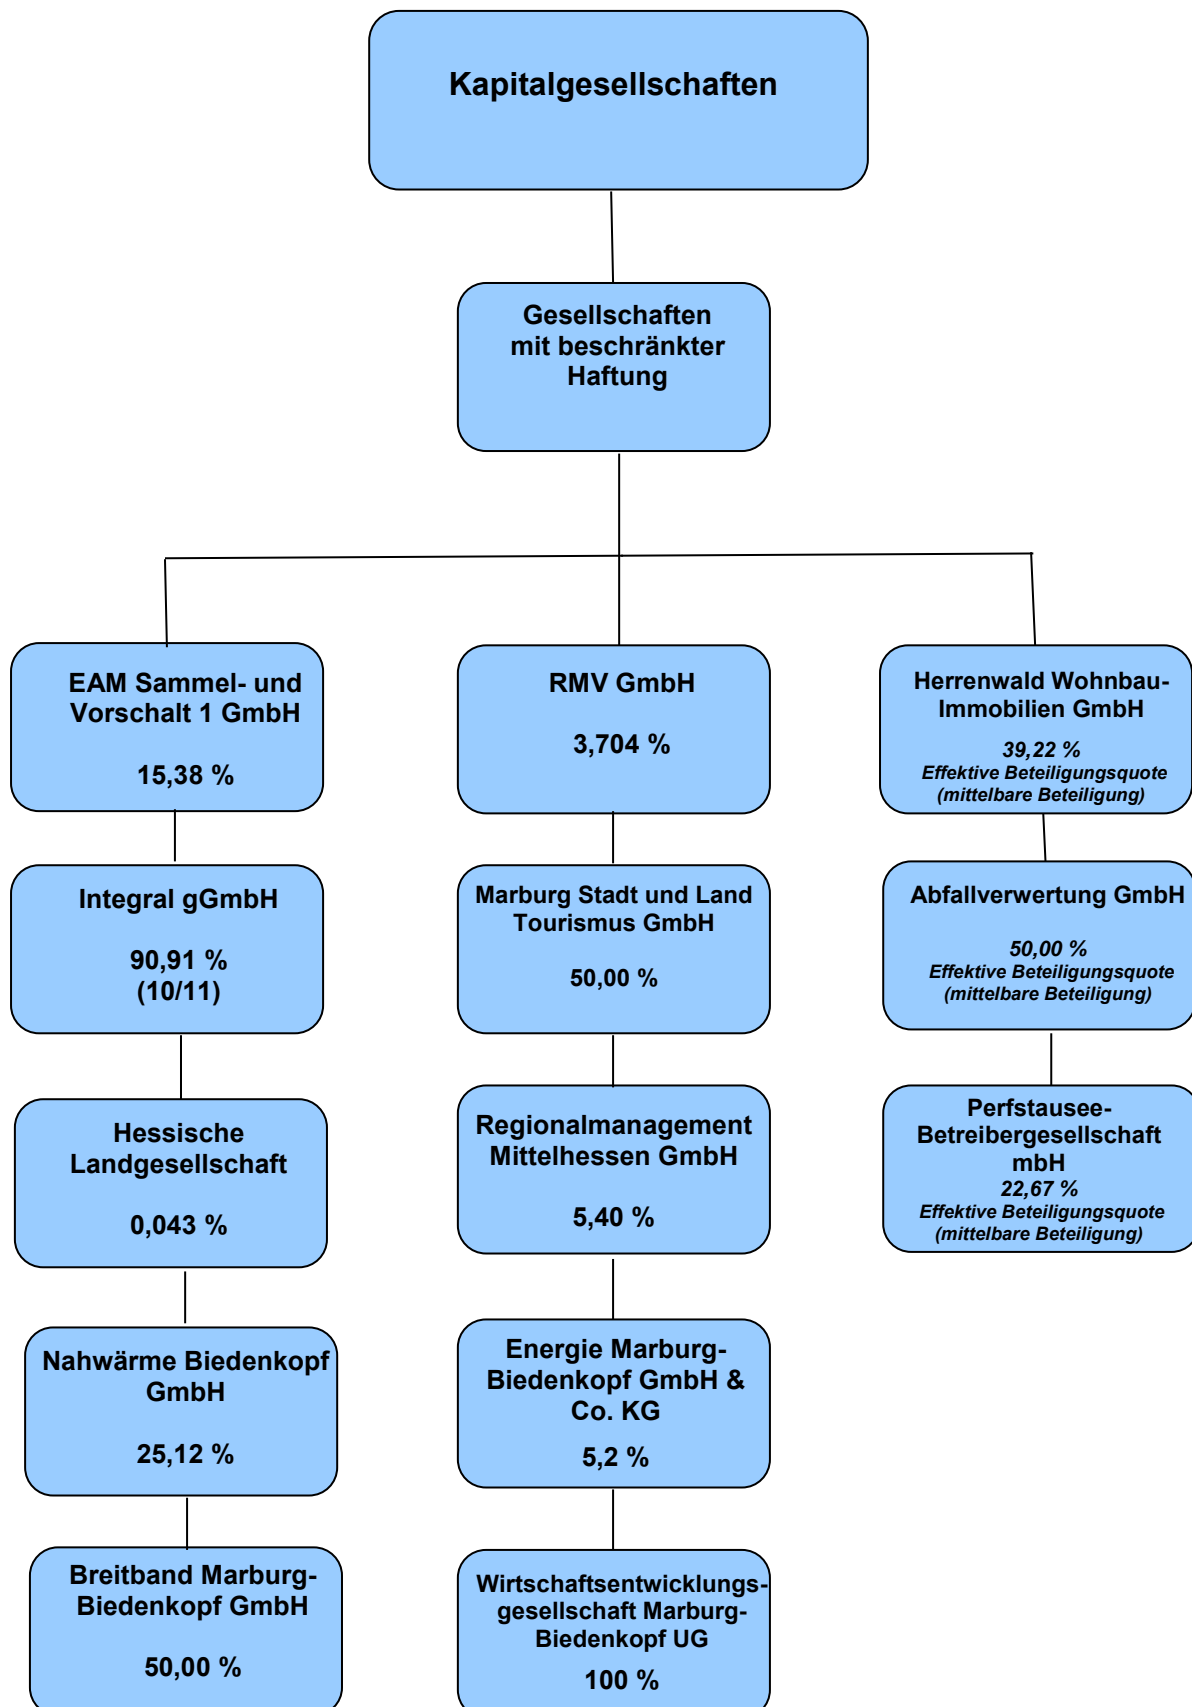 Kapitalgesellschaften
Gesellschaften
mit beschränkter
Haftung
EAM Sammel- und
Vorschalt 1 GmbH
15,38 %
RMV GmbH
3,704 %
Herrenwald Wohnbau-
Immobilien GmbH
39,22 %
Effektive Beteiligungsquote
(mittelbare Beteiligung)
Integral gGmbH
90,91 %
(10/11)
Marburg Stadt und Land
Tourismus GmbH
50,00 %
Abfallverwertung GmbH
50,00 %
Effektive Beteiligungsquote
(mittelbare Beteiligung)
Hessische
Landgesellschaft
0,043 %
Regionalmanagement
Mittelhessen GmbH
5,40 %
Perfstausee-
Betreibergesellschaft
mbH
22,67 %
Effektive Beteiligungsquote
(mittelbare Beteiligung)
Nahwärme Biedenkopf
GmbH
25,12 %
Energie Marburg-
Biedenkopf GmbH &
Co. KG
5,2 %
Breitband Marburg-
Biedenkopf GmbH
50,00 %
Wirtschaftsentwicklungs-
gesellschaft Marburg-
Biedenkopf UG
100 %